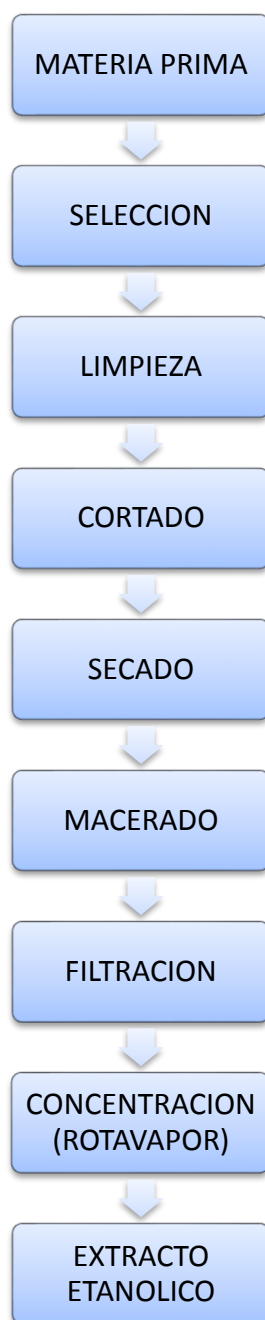 MATERIA PRIMA
SELECCION
LIMPIEZA
CORTADO
SECADO
MACERADO
FILTRACION
CONCENTRACION
(ROTAVAPOR)
EXTRACTO
ETANOLICO